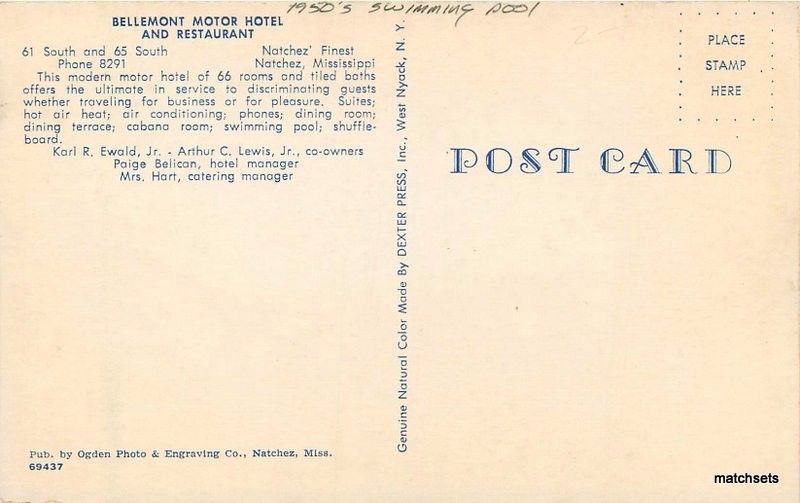 1950's SWIMMING POOl
BELLEMONT MOTOR HOTEL
AND RESTAURANT
61 South and 65 South Natchez' Finest
Phone 8291 Natchez, Mississippi
This modern motor hotel of 66 rooms and tiled baths
offers the ultimate in service to discriminating guests
whether traveling for business or for pleasure. Suites;
hot air heat; air conditioning; phones; dining room;
dining terrace; cabana room; swimming pool; shuffle-
board.
Karl R. Ewald, Jr. - Arthur C. Lewis, Jr., co-owners
Paige Belican, hotel manager
Mrs. Hart, catering manager
Pub. by Ogden Photo & Engraving Co., Natchez, Miss.
69437
Genuine Natural Color Made By DEXTER PRESS, Inc., West Nyack, N. Y.
2-
PLACE
STAMP
HERE
POST CARD
matchsets